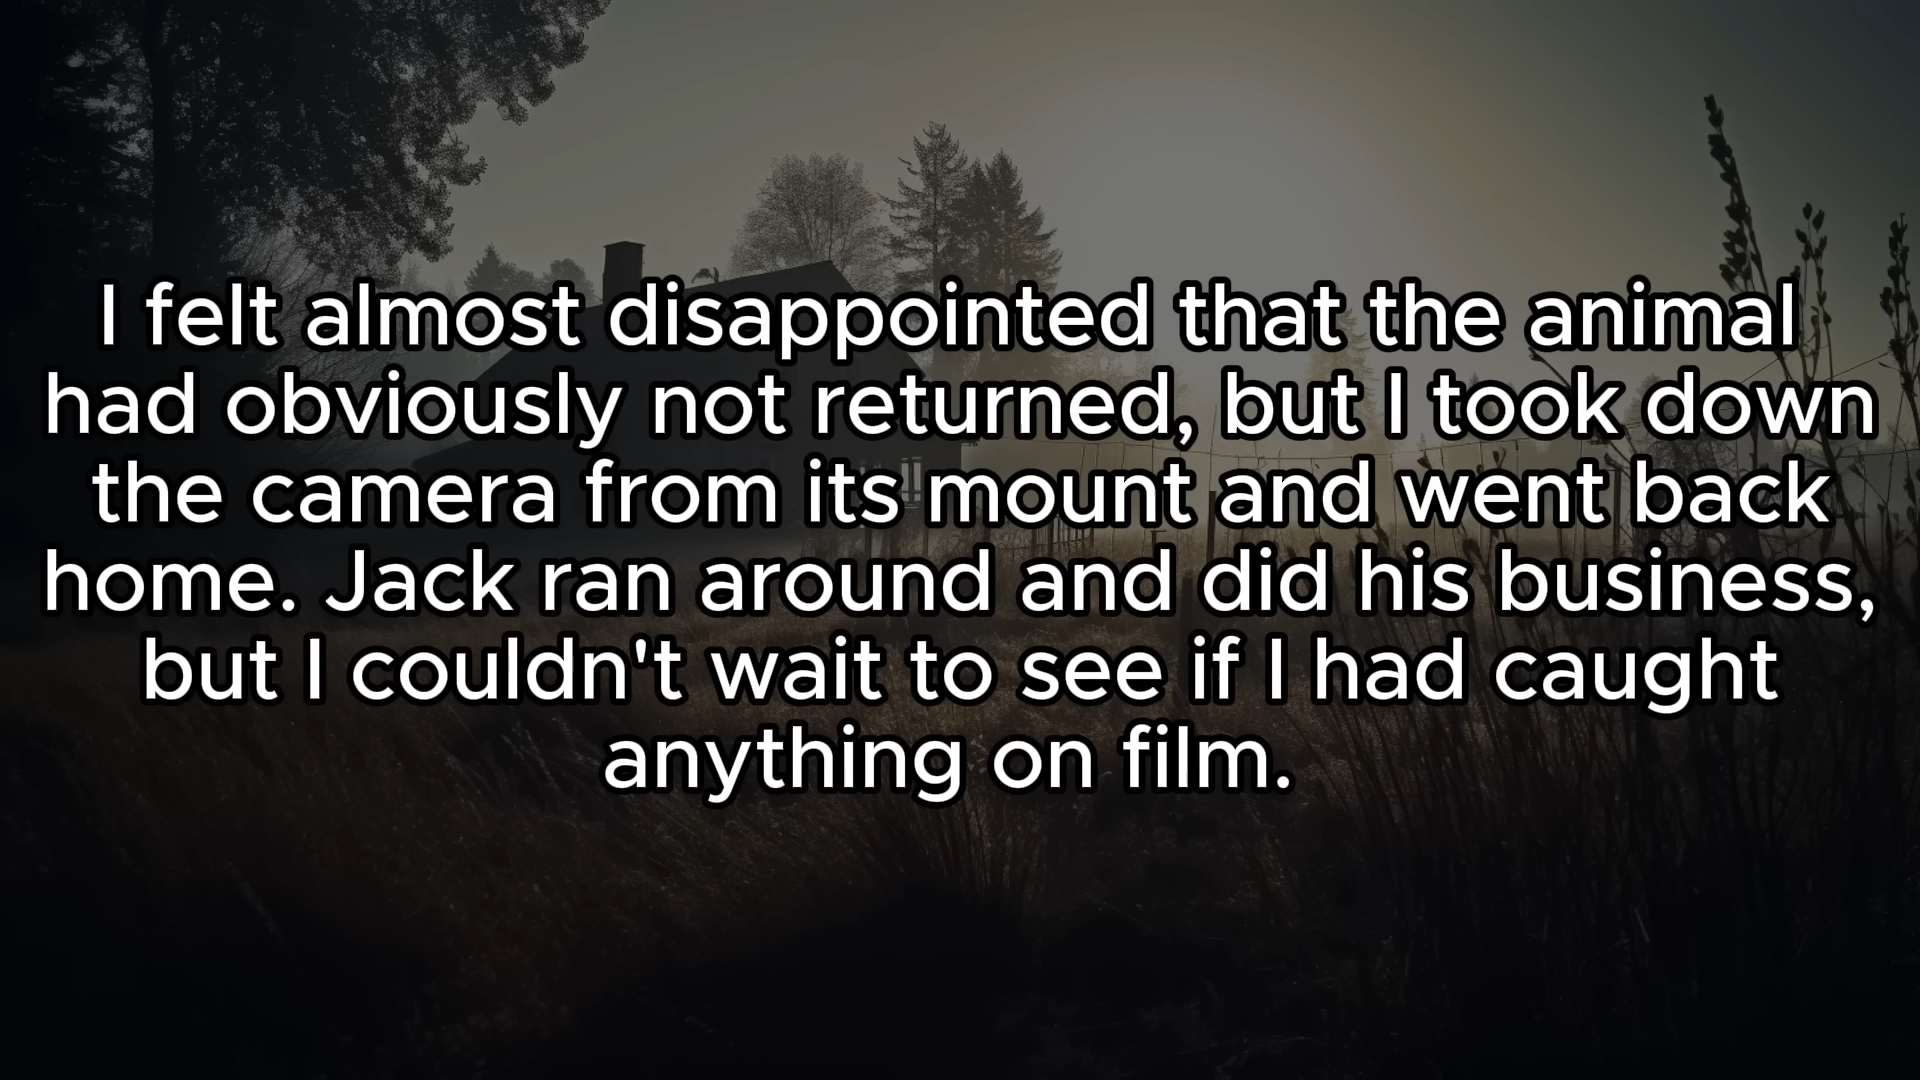 I felt almost disappointed that the animal
had obviously not returned, but I took down
the camera from its mount and went back
home. Jack ran around and did his business,
but I couldn't wait to see if I had caught
anything on film.